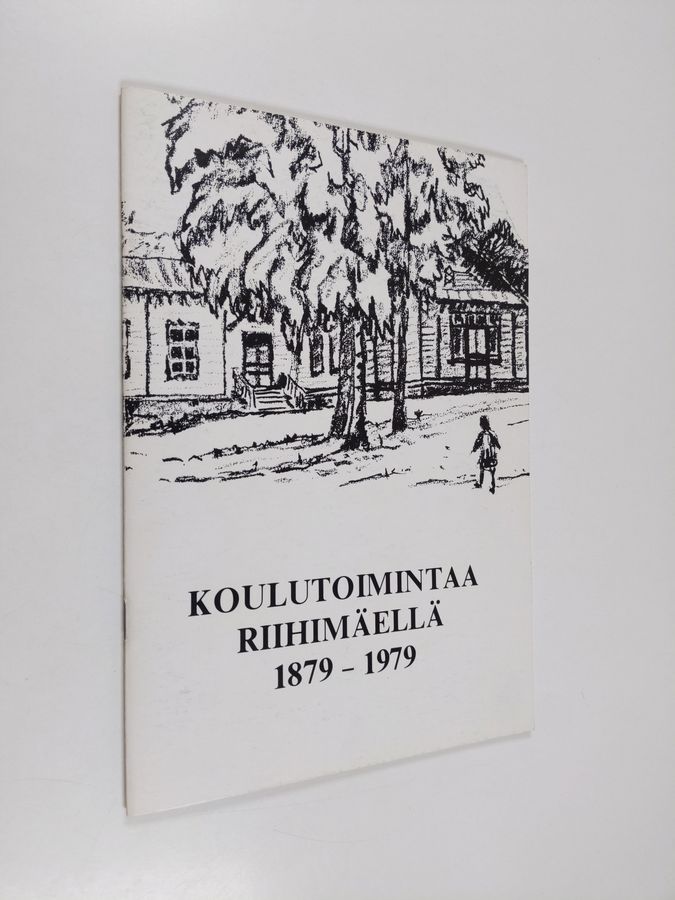 KOULUTOIMINTAA
RIIHIMÄELLÄ
1879 – 1979